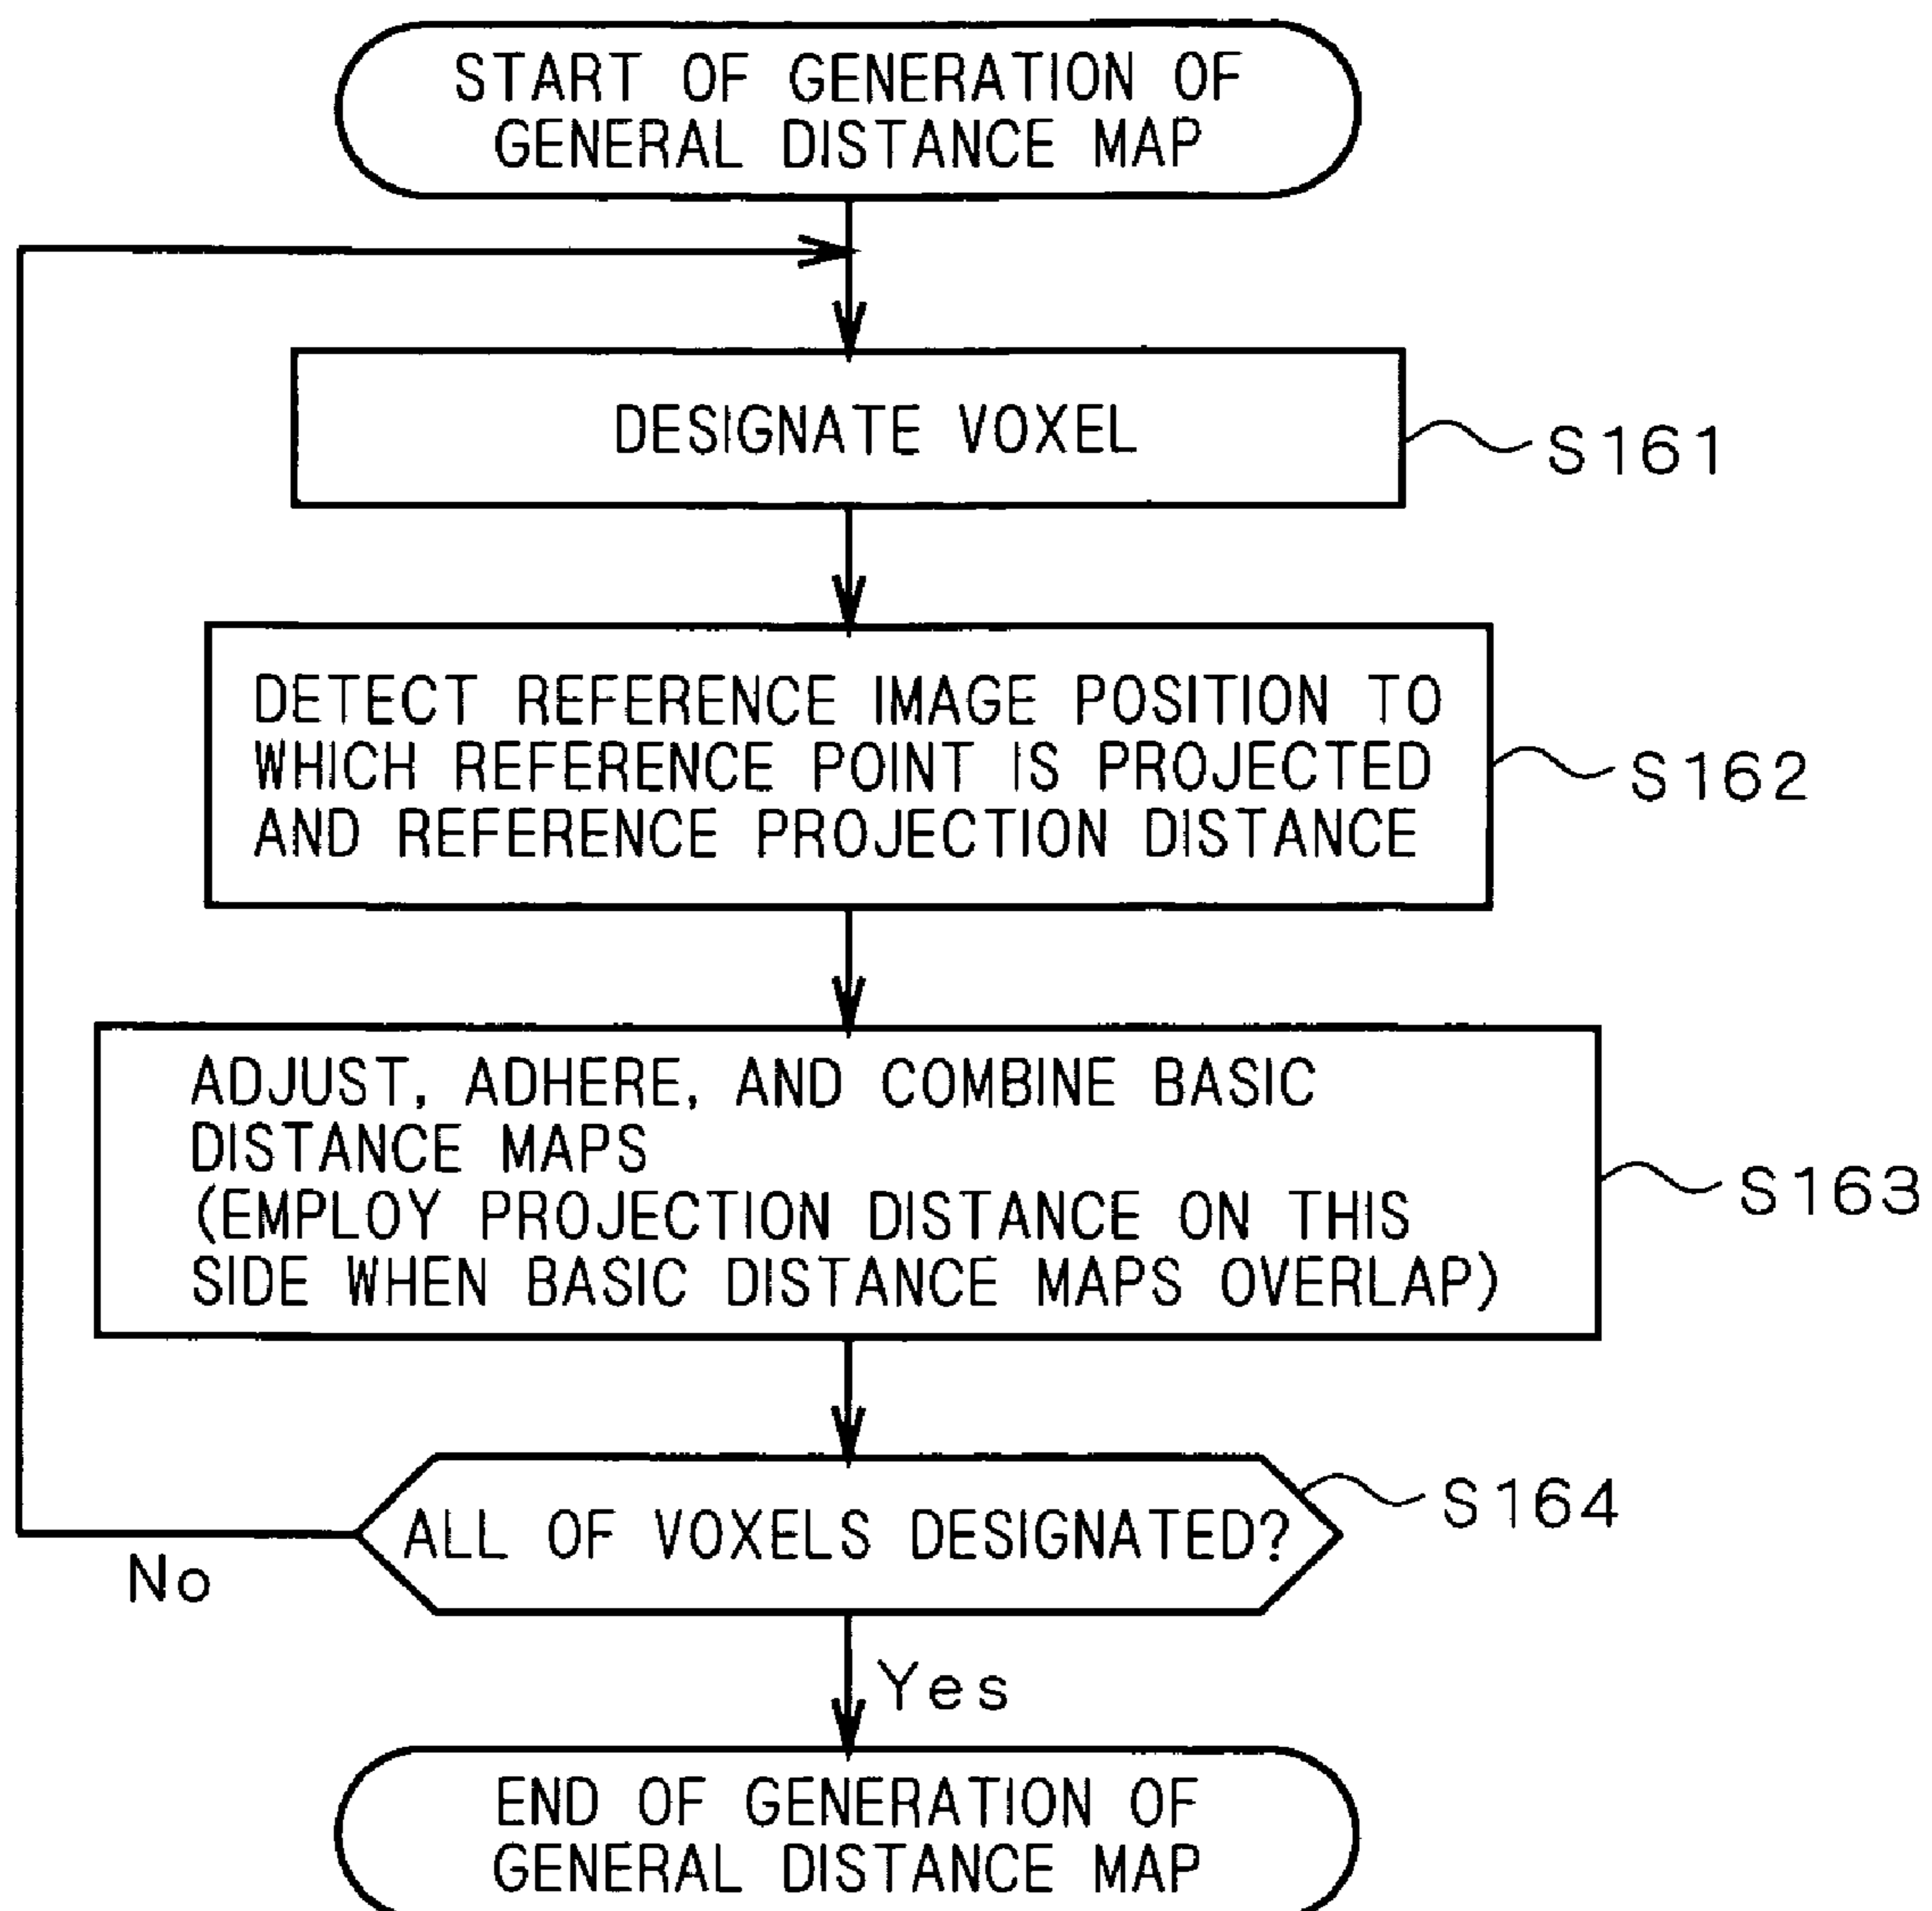 START OF GENERATION OF
GENERAL DISTANCE MAP
DESIGNATE VOXEL
S161
DETECT REFERENCE IMAGE POSITION TO
WHICH REFERENCE POINT IS PROJECTED
AND REFERENCE PROJECTION DISTANCE
S162
ADJUST, ADHERE, AND COMBINE BASIC
DISTANCE MAPS
(EMPLOY PROJECTION DISTANCE ON THIS
SIDE WHEN BASIC DISTANCE MAPS OVERLAP)
S163
ALL OF VOXELS DESIGNATED?
S164
No
Yes
END OF GENERATION OF
GENERAL DISTANCE MAP